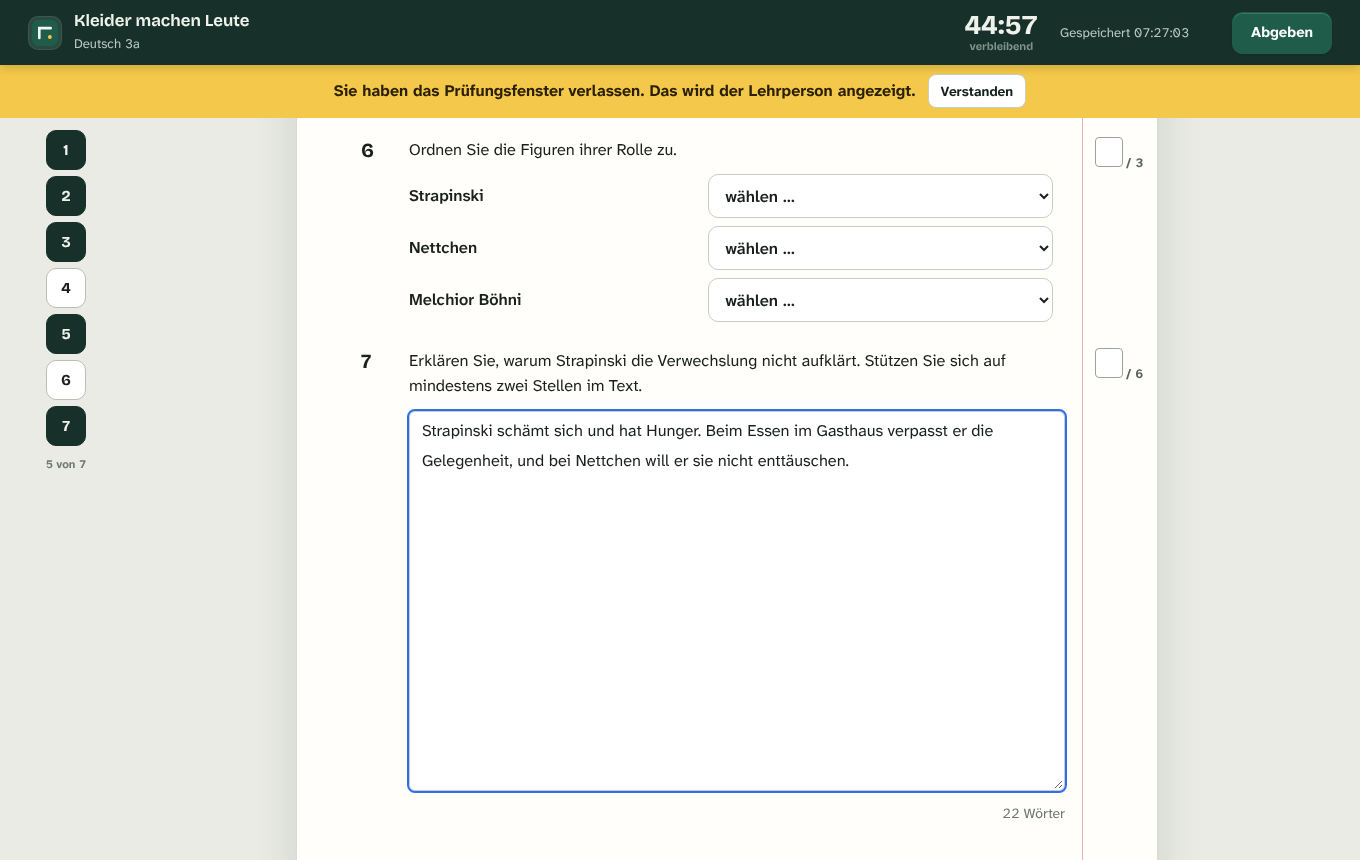 Kleider machen Leute
Deutsch 3a
44:57
verbleibend
Gespeichert 07:27:03
Abgeben
Sie haben das Prüfungsfenster verlassen. Das wird der Lehrperson angezeigt.
Verstanden
1
2
3
4
5
6
7
5 von 7
6
Ordnen Sie die Figuren ihrer Rolle zu.
/ 3
Strapinski
wählen …
Nettchen
wählen …
Melchior Böhni
wählen …
7
Erklären Sie, warum Strapinski die Verwechslung nicht aufklärt. Stützen Sie sich auf
mindestens zwei Stellen im Text.
/ 6
Strapinski schämt sich und hat Hunger. Beim Essen im Gasthaus verpasst er die
Gelegenheit, und bei Nettchen will er sie nicht enttäuschen.
22 Wörter